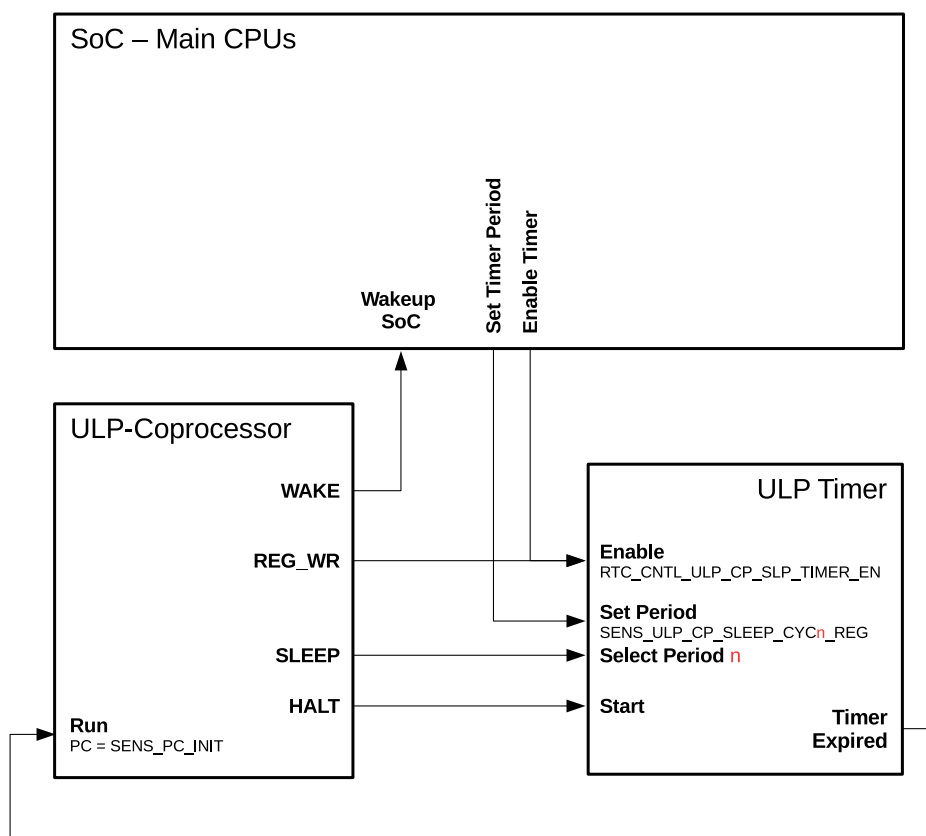 SoC – Main CPUs
Set Timer Period
Enable Timer
Wakeup
SoC
ULP-Coprocessor
WAKE
REG_WR
SLEEP
HALT
Run
PC = SENS_PC_INIT
ULP Timer
Enable
RTC_CNTL_ULP_CP_SLP_TIMER_EN
Set Period
SENS_ULP_CP_SLEEP_CYCn_REG
Select Period n
Start
Timer
Expired